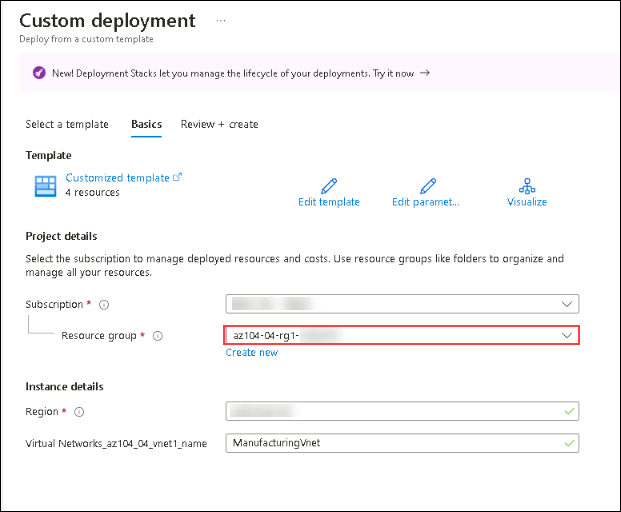 Custom deployment ...
Deploy from a custom template
New! Deployment Stacks let you manage the lifecycle of your deployments. Try it now →
Select a template Basics Review + create
Template
Customized template
4 resources
Edit template Edit paramet... Visualize
Project details
Select the subscription to manage deployed resources and costs. Use resource groups like folders to organize and
manage all your resources.
Subscription *
Resource group * az104-04-rg1-
Create new
Instance details
Region *
Virtual Networks_az104_04_vnet1_name ManufacturingVnet